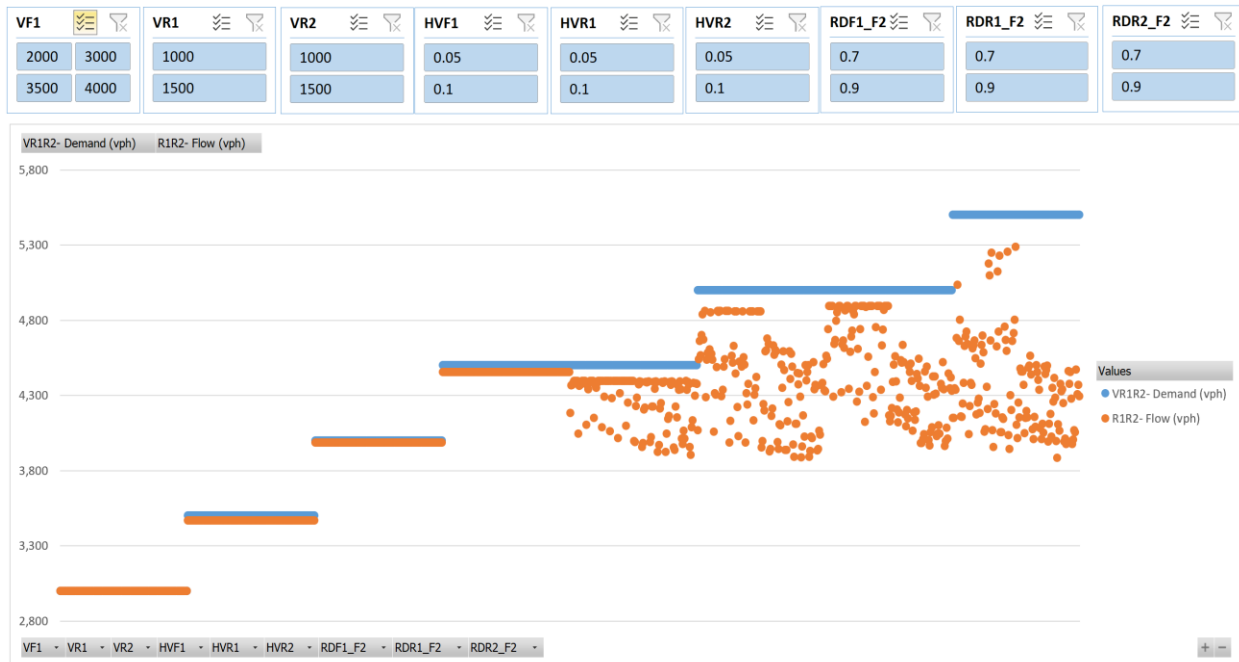 VF1 VR1 VR2 HVF1 HVR1 HVR2 RDF1_F2 RDR1_F2 RDR2_F2
2000 3000 1000 1000 0.05 0.05 0.05 0.7 0.7 0.7
3500 4000 1500 1500 0.1 0.1 0.1 0.9 0.9 0.9
VR1R2- Demand (vph) R1R2- Flow (vph)
5,800
5,300
4,800
4,300
3,800
3,300
2,800
Values
VR1R2- Demand (vph)
R1R2- Flow (vph)
VF1 VR1 VR2 HVF1 HVR1 HVR2 RDF1_F2 RDR1_F2 RDR2_F2
+ −